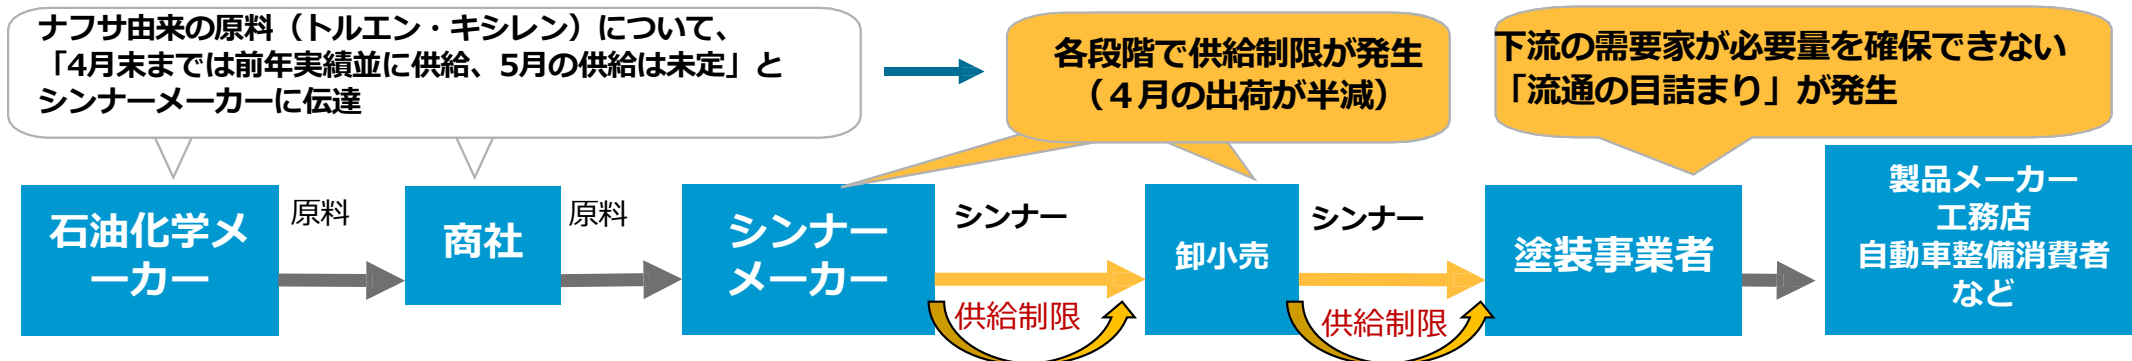 ナフサ由来の原料（トルエン・キシレン）について、
「4月末までは前年実績並に供給、5月の供給は未定」と
シンナーメーカーに伝達
各段階で供給制限が発生
（４月の出荷が半減）
下流の需要家が必要量を確保できない
「流通の目詰まり」が発生
石油化学メ
ーカー
原料
商社
原料
シンナー
メーカー
シンナー
供給制限
卸小売
シンナー
供給制限
塗装事業者
製品メーカー
工務店
自動車整備消費者
など